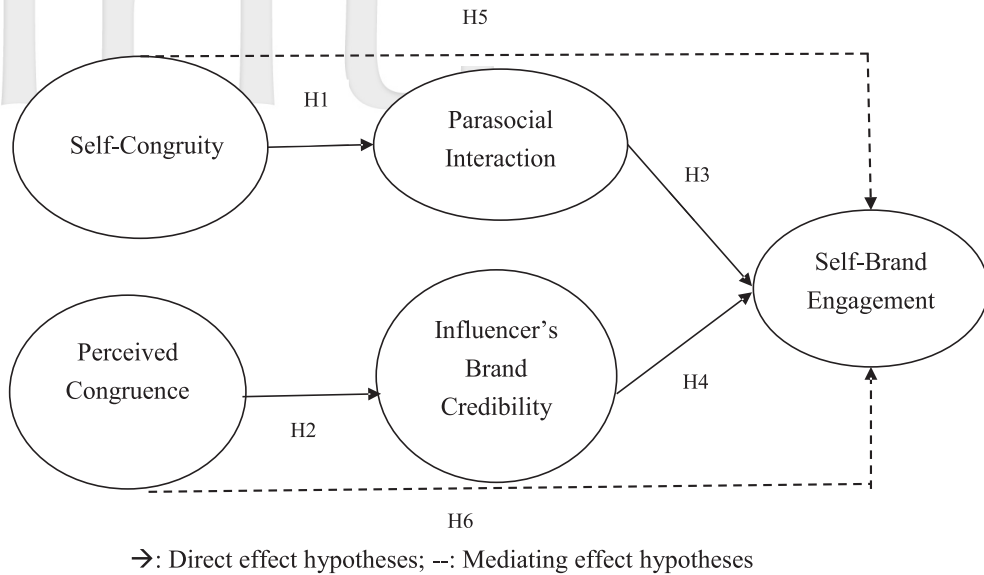 H5
H1
Self-Congruity
Parasocial
Interaction
H3
Self-Brand
Engagement
Perceived
Congruence
Influencer’s
Brand
Credibility
H4
H2
H6
→: Direct effect hypotheses; --: Mediating effect hypotheses